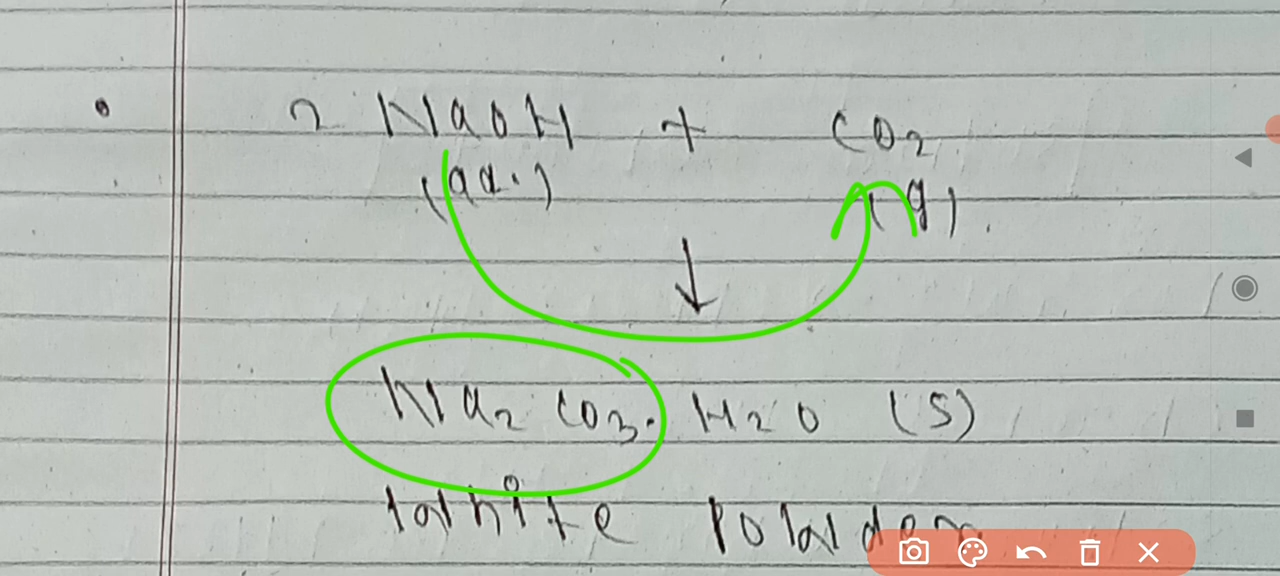 2 NaOH + CO2
(aq.) (g).
↓
Na2CO3. H2O (S)
white powder